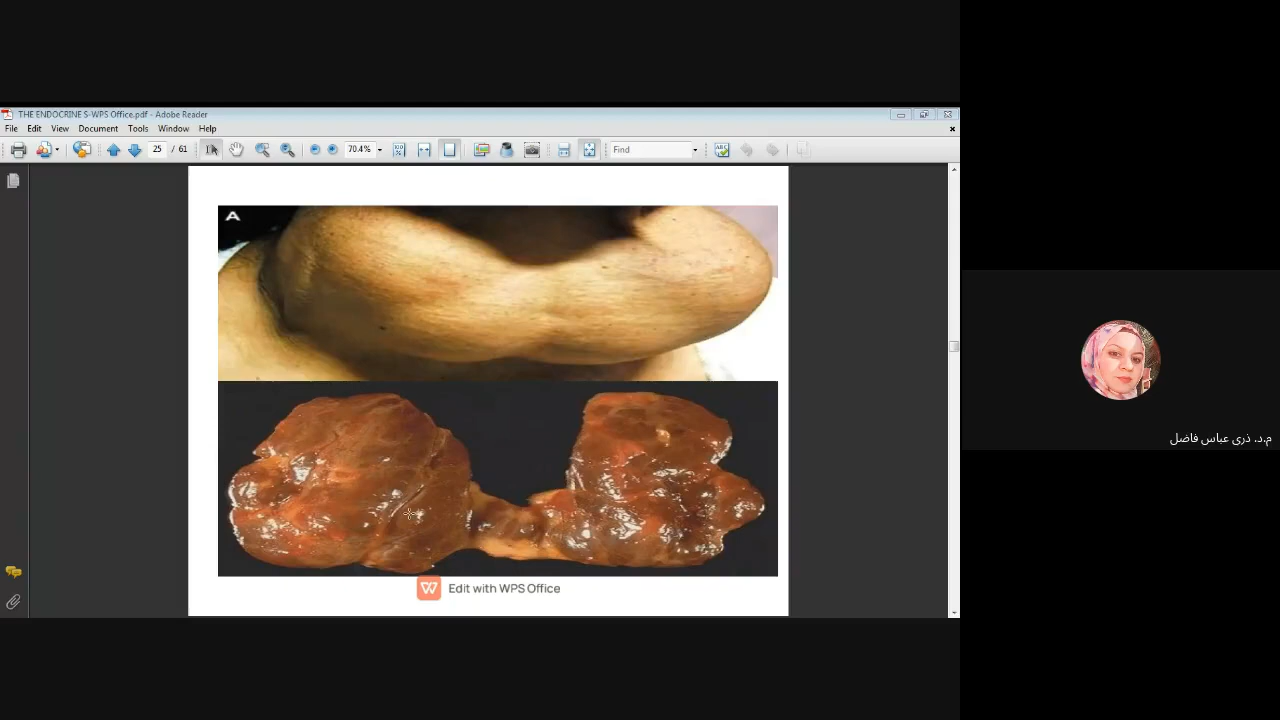 THE ENDOCRINE S-WPS Office.pdf - Adobe Reader
File Edit View Document Tools Window Help
25 / 61 70.4% Find
A
م.د. ذرى عباس فاضل
Edit with WPS Office